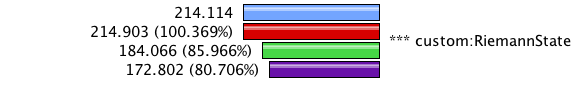 214.114
214.903 (100.369%)
184.066 (85.966%)
172.802 (80.706%)
*** custom:RiemannState